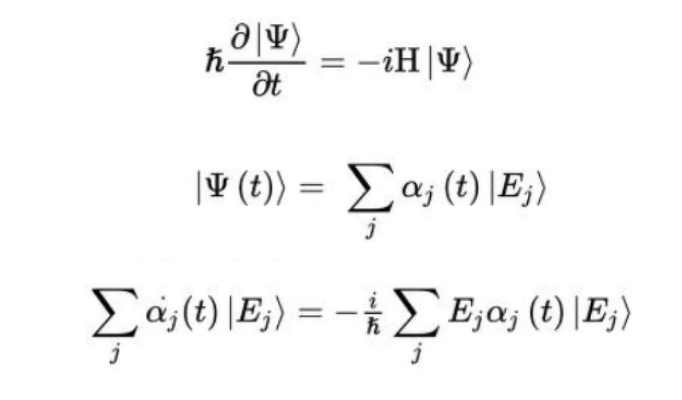 ℏ ∂|Ψ⟩/∂t = −iH|Ψ⟩
|Ψ (t)⟩ = ∑_j α_j (t) |E_j⟩
∑_j α̇_j(t) |E_j⟩ = −i/ℏ ∑_j E_j α_j (t) |E_j⟩